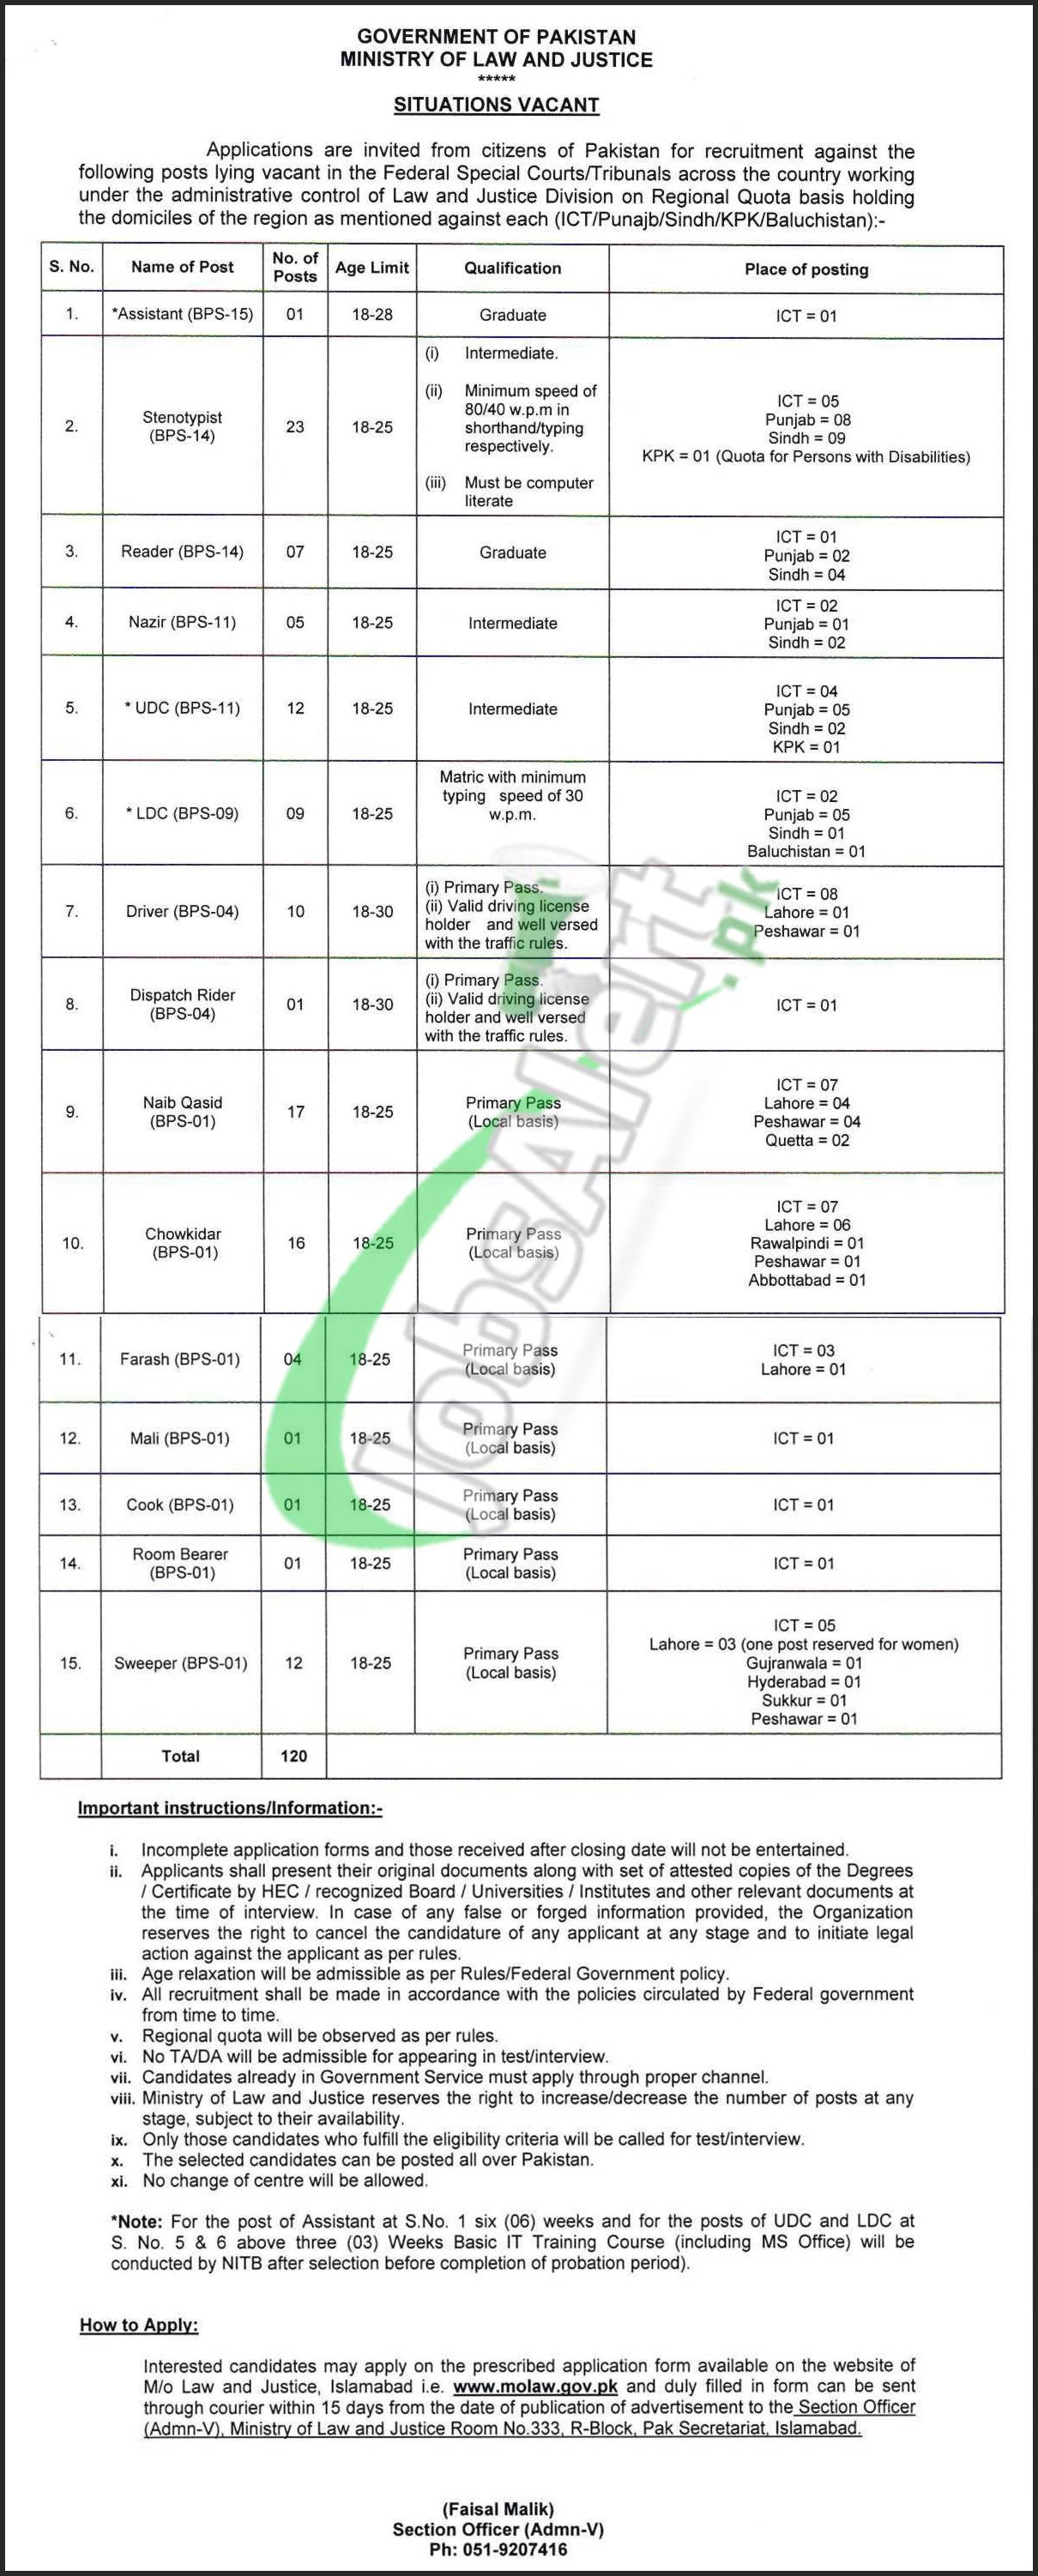 GOVERNMENT OF PAKISTAN
MINISTRY OF LAW AND JUSTICE
*****
SITUATIONS VACANT
Applications are invited from citizens of Pakistan for recruitment against the
following posts lying vacant in the Federal Special Courts/Tribunals across the country working
under the administrative control of Law and Justice Division on Regional Quota basis holding
the domiciles of the region as mentioned against each (ICT/Punajb/Sindh/KPK/Baluchistan):-
S. No. Name of Post No. of Posts Age Limit Qualification Place of posting
1. *Assistant (BPS-15) 01 18-28 Graduate ICT = 01
2. Stenotypist (BPS-14) 23 18-25
(i) Intermediate.
(ii) Minimum speed of
80/40 w.p.m in
shorthand/typing
respectively.
(iii) Must be computer
literate
ICT = 05
Punjab = 08
Sindh = 09
KPK = 01 (Quota for Persons with Disabilities)
3. Reader (BPS-14) 07 18-25 Graduate
ICT = 01
Punjab = 02
Sindh = 04
4. Nazir (BPS-11) 05 18-25 Intermediate
ICT = 02
Punjab = 01
Sindh = 02
5. * UDC (BPS-11) 12 18-25 Intermediate
ICT = 04
Punjab = 05
Sindh = 02
KPK = 01
6. * LDC (BPS-09) 09 18-25
Matric with minimum
typing speed of 30
w.p.m.
ICT = 02
Punjab = 05
Sindh = 01
Baluchistan = 01
7. Driver (BPS-04) 10 18-30
(i) Primary Pass.
(ii) Valid driving license
holder and well versed
with the traffic rules.
ICT = 08
Lahore = 01
Peshawar = 01
8. Dispatch Rider (BPS-04) 01 18-30
(i) Primary Pass.
(ii) Valid driving license
holder and well versed
with the traffic rules.
ICT = 01
9. Naib Qasid (BPS-01) 17 18-25
Primary Pass
(Local basis)
ICT = 07
Lahore = 04
Peshawar = 04
Quetta = 02
10. Chowkidar (BPS-01) 16 18-25
Primary Pass
(Local basis)
ICT = 07
Lahore = 06
Rawalpindi = 01
Peshawar = 01
Abbottabad = 01
11. Farash (BPS-01) 04 18-25
Primary Pass
(Local basis)
ICT = 03
Lahore = 01
12. Mali (BPS-01) 01 18-25
Primary Pass
(Local basis)
ICT = 01
13. Cook (BPS-01) 01 18-25
Primary Pass
(Local basis)
ICT = 01
14. Room Bearer (BPS-01) 01 18-25
Primary Pass
(Local basis)
ICT = 01
15. Sweeper (BPS-01) 12 18-25
Primary Pass
(Local basis)
ICT = 05
Lahore = 03 (one post reserved for women)
Gujranwala = 01
Hyderabad = 01
Sukkur = 01
Peshawar = 01
Total 120
JobsAlert.pk
Important instructions/Information:-
i. Incomplete application forms and those received after closing date will not be entertained.
ii. Applicants shall present their original documents along with set of attested copies of the Degrees
/ Certificate by HEC / recognized Board / Universities / Institutes and other relevant documents at
the time of interview. In case of any false or forged information provided, the Organization
reserves the right to cancel the candidature of any applicant at any stage and to initiate legal
action against the applicant as per rules.
iii. Age relaxation will be admissible as per Rules/Federal Government policy.
iv. All recruitment shall be made in accordance with the policies circulated by Federal government
from time to time.
v. Regional quota will be observed as per rules.
vi. No TA/DA will be admissible for appearing in test/interview.
vii. Candidates already in Government Service must apply through proper channel.
viii. Ministry of Law and Justice reserves the right to increase/decrease the number of posts at any
stage, subject to their availability.
ix. Only those candidates who fulfill the eligibility criteria will be called for test/interview.
x. The selected candidates can be posted all over Pakistan.
xi. No change of centre will be allowed.
*Note: For the post of Assistant at S.No. 1 six (06) weeks and for the posts of UDC and LDC at
S. No. 5 & 6 above three (03) Weeks Basic IT Training Course (including MS Office) will be
conducted by NITB after selection before completion of probation period).
How to Apply:
Interested candidates may apply on the prescribed application form available on the website of
M/o Law and Justice, Islamabad i.e. www.molaw.gov.pk and duly filled in form can be sent
through courier within 15 days from the date of publication of advertisement to the Section Officer
(Admn-V), Ministry of Law and Justice Room No.333, R-Block, Pak Secretariat, Islamabad.
(Faisal Malik)
Section Officer (Admn-V)
Ph: 051-9207416